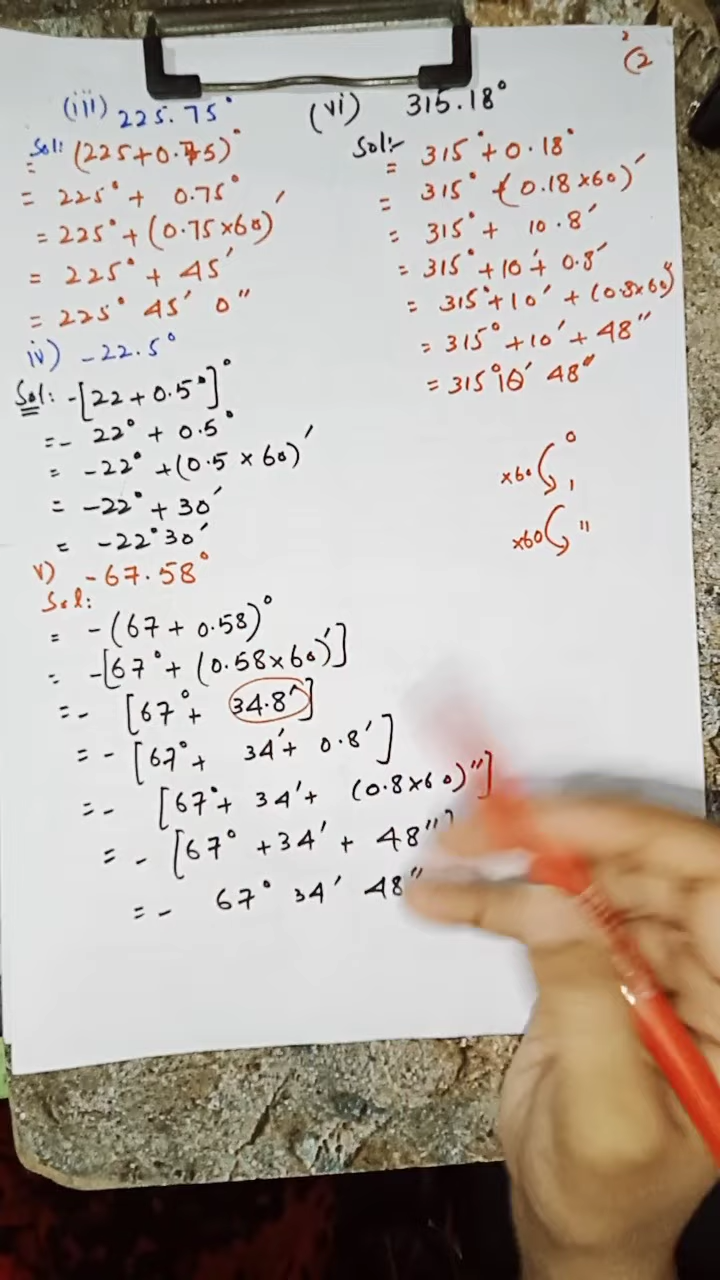 (iii) 225.75°
Sol: = (225+0.75)°
= 225° + 0.75°
= 225° + (0.75×60)′
= 225° + 45′
= 225° 45′ 0″
iv) -22.5°
Sol: -[22+0.5°]°
=- 22° + 0.5°
= -22° +(0.5 × 60)′
= -22° + 30′
= -22°30′
v) -67.58°
Sol:
= -(67 + 0.58)°
= -[67° + (0.58×60)′]
= - [67° + 34.8′]
= - [67° + 34′+ 0.8′]
= - [67°+ 34′+ (0.8×60)″]
= - [67° +34′ + 48″]
= - 67° 34′ 48″
(vi) 315.18°
Sol:-
= 315°+0.18°
= 315° +(0.18×60)′
= 315° + 10.8′
= 315°+10′+ 0.8′
= 315°+10′ + (0.8×60)″
= 315°+10′+ 48″
= 315°10′ 48″
°
×60
′
×60
″